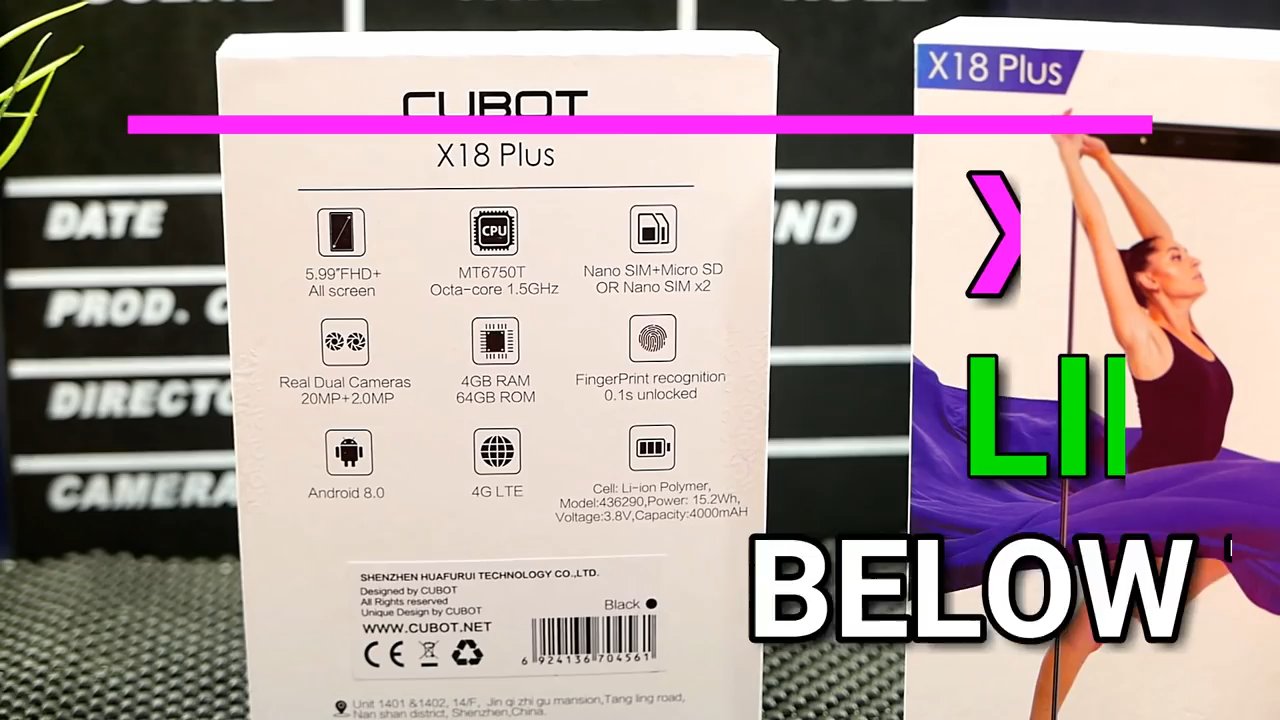 CUBOT
X18 Plus
5.99"FHD+
All screen
MT6750T
Octa-core 1.5GHz
Nano SIM+Micro SD
OR Nano SIM x2
CPU
Real Dual Cameras
20MP+2.0MP
4GB RAM
64GB ROM
FingerPrint recognition
0.1s unlocked
Android 8.0
4G LTE
Cell: Li-ion Polymer,
Model:436290,Power: 15.2Wh,
Voltage:3.8V,Capacity:4000mAH
SHENZHEN HUAFURUI TECHNOLOGY CO.,LTD.
Designed by CUBOT
All Rights reserved
Unique Design by CUBOT
WWW.CUBOT.NET
Black
CE
6 924136 704561
Unit 1401 &1402, 14/F, Jin qi zhi gu mansion,Tang ling road,
Nan shan district, Shenzhen,China.
X18 Plus
X
LI
BELOW
DATE
PROD. C
DIRECTO
CAMERA